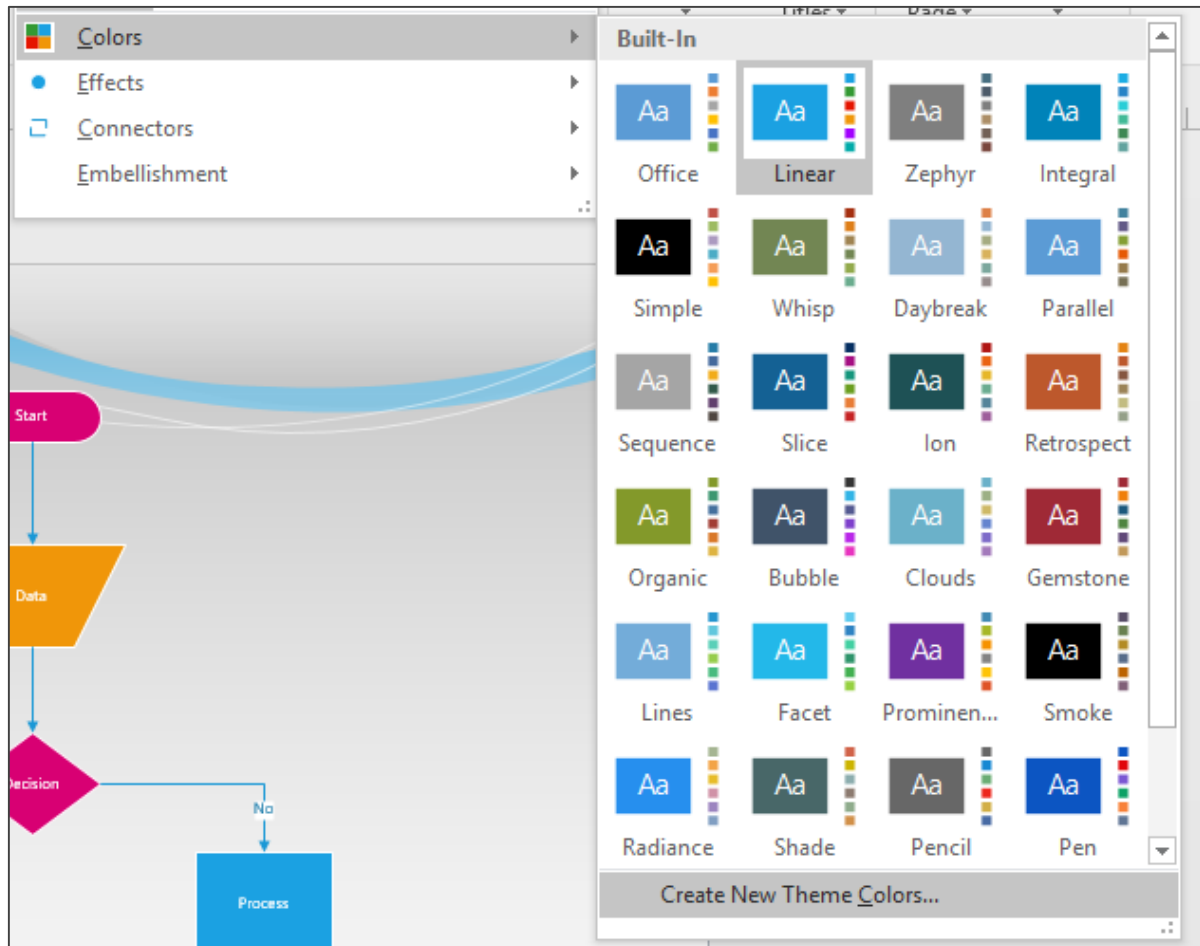 Titles
Page
Colors
Effects
Connectors
Embellishment
Built-In
Aa Aa Aa Aa
Office Linear Zephyr Integral
Aa Aa Aa Aa
Simple Whisp Daybreak Parallel
Aa Aa Aa Aa
Sequence Slice Ion Retrospect
Aa Aa Aa Aa
Organic Bubble Clouds Gemstone
Aa Aa Aa Aa
Lines Facet Prominen... Smoke
Aa Aa Aa Aa
Radiance Shade Pencil Pen
Create New Theme Colors...
Start
Data
Decision
No
Process